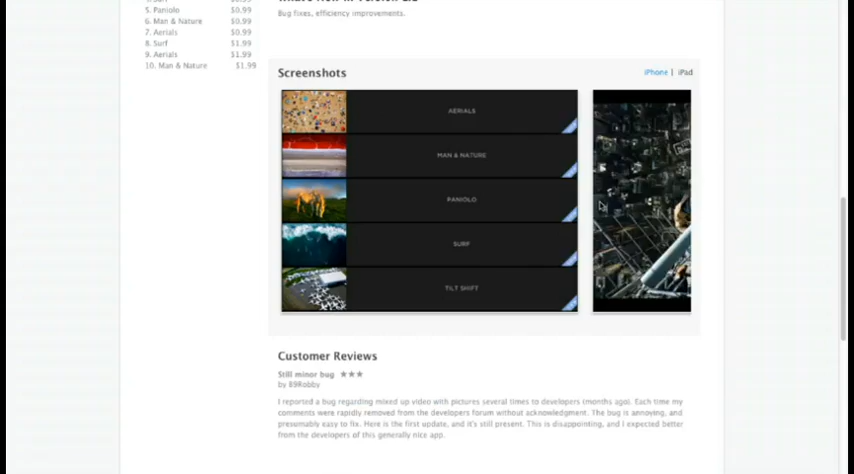 5. Paniolo $0.99
6. Man & Nature $0.99
7. Aerials $0.99
8. Surf $1.99
9. Aerials $1.99
10. Man & Nature $1.99
Bug fixes, efficiency improvements.
Screenshots
iPhone | iPad
AERIALS
MAN & NATURE
PANIOLO
SURF
TILT SHIFT
Customer Reviews
Still minor bug ★★★
by B9Robby
I reported a bug regarding mixed up video with pictures several times to developers (months ago). Each time my
comments were rapidly removed from the developers forum without acknowledgment. The bug is annoying, and
presumably easy to fix. Here is the first update, and it's still present. This is disappointing, and I expected better
from the developers of this generally nice app.